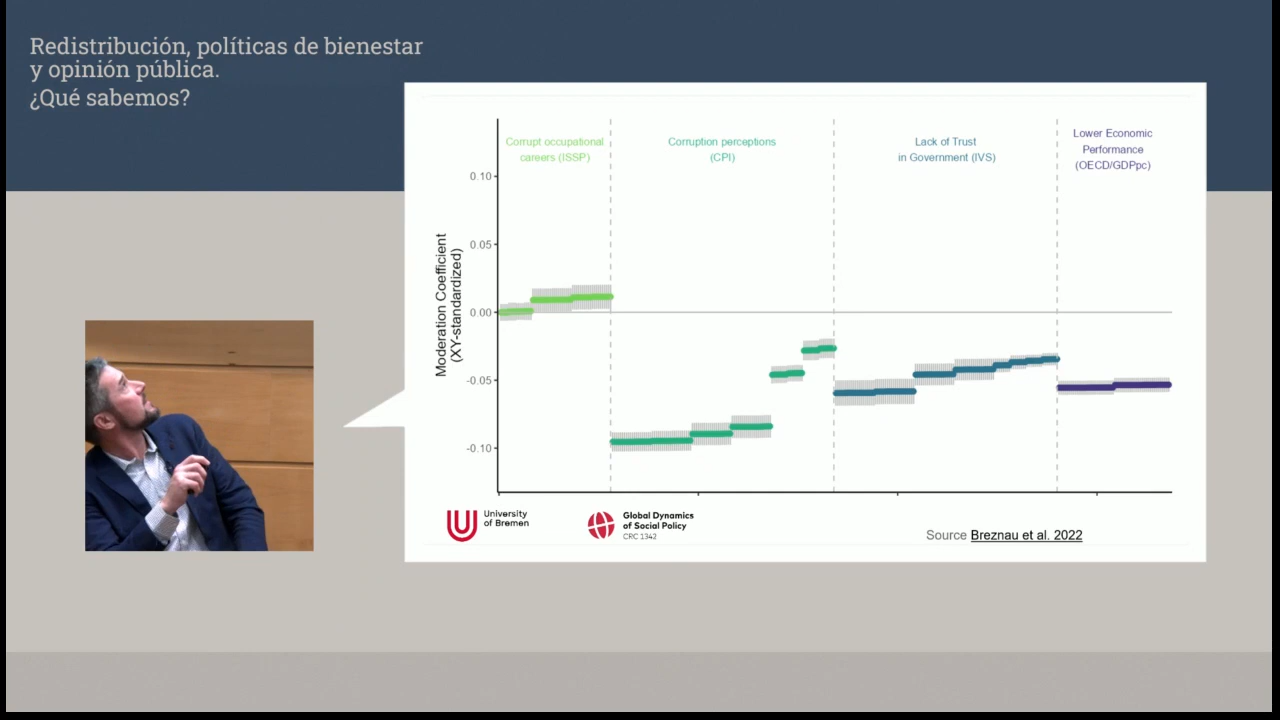 Redistribución, políticas de bienestar
y opinión pública.
¿Qué sabemos?
Corrupt occupational
careers (ISSP)
Corruption perceptions
(CPI)
Lack of Trust
in Government (IVS)
Lower Economic
Performance
(OECD/GDPpc)
Moderation Coefficient
(XY-standardized)
0.10
0.05
0.00
-0.05
-0.10
University
of Bremen
Global Dynamics
of Social Policy
CRC 1342
Source Breznau et al. 2022